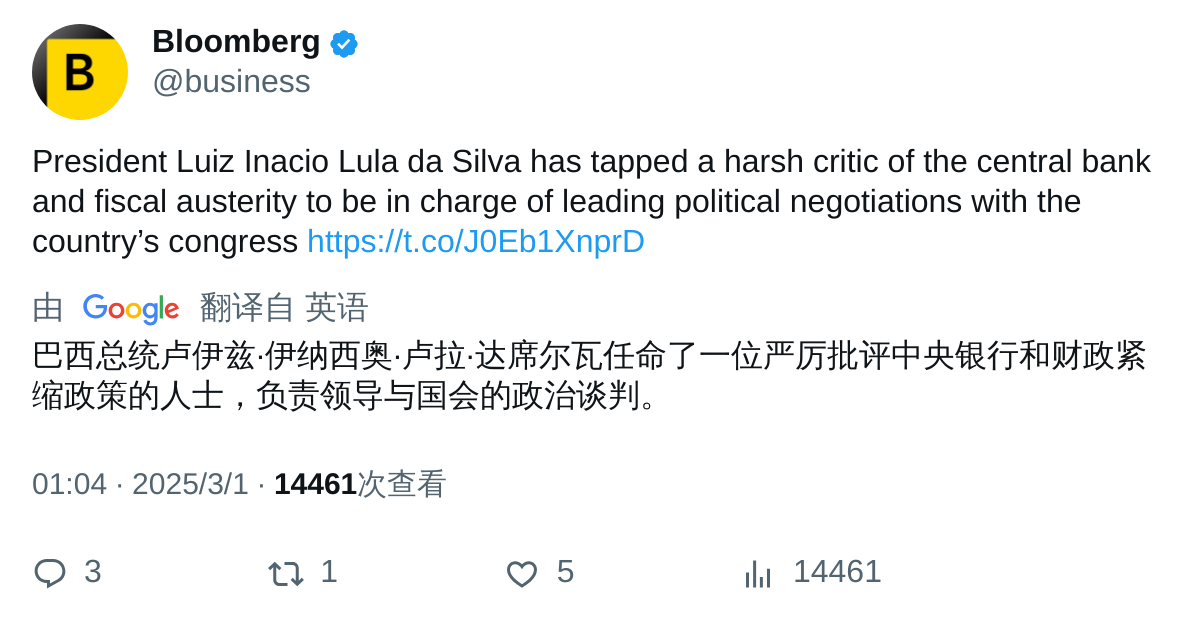 B
Bloomberg
@business
President Luiz Inacio Lula da Silva has tapped a harsh critic of the central bank
and fiscal austerity to be in charge of leading political negotiations with the
country’s congress https://t.co/J0Eb1XnprD
由 Google 翻译自 英语
巴西总统卢伊兹·伊纳西奥·卢拉·达席尔瓦任命了一位严厉批评中央银行和财政紧
缩政策的人士，负责领导与国会的政治谈判。
01:04 · 2025/3/1 · 14461次查看
3 1 5 14461